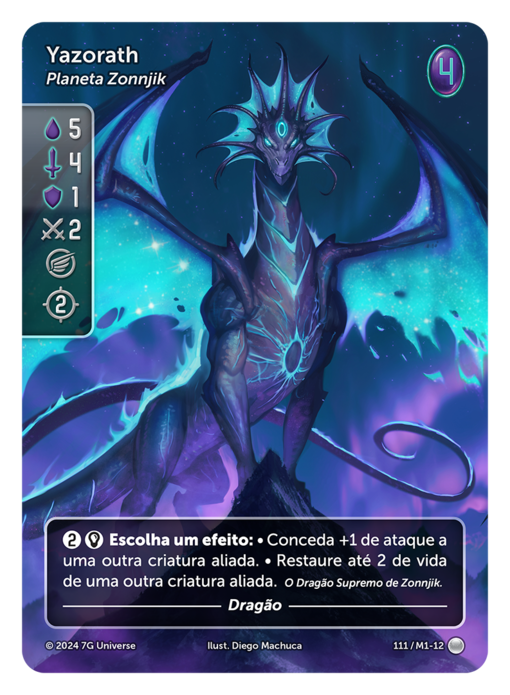 Yazorath
Planeta Zonnjik
4
5
4
1
2
2
2 Escolha um efeito: • Conceda +1 de ataque a
uma outra criatura aliada. • Restaure até 2 de vida
de uma outra criatura aliada. O Dragão Supremo de Zonnjik.
Dragão
© 2024 7G Universe
Ilust. Diego Machuca
111 / M1-12